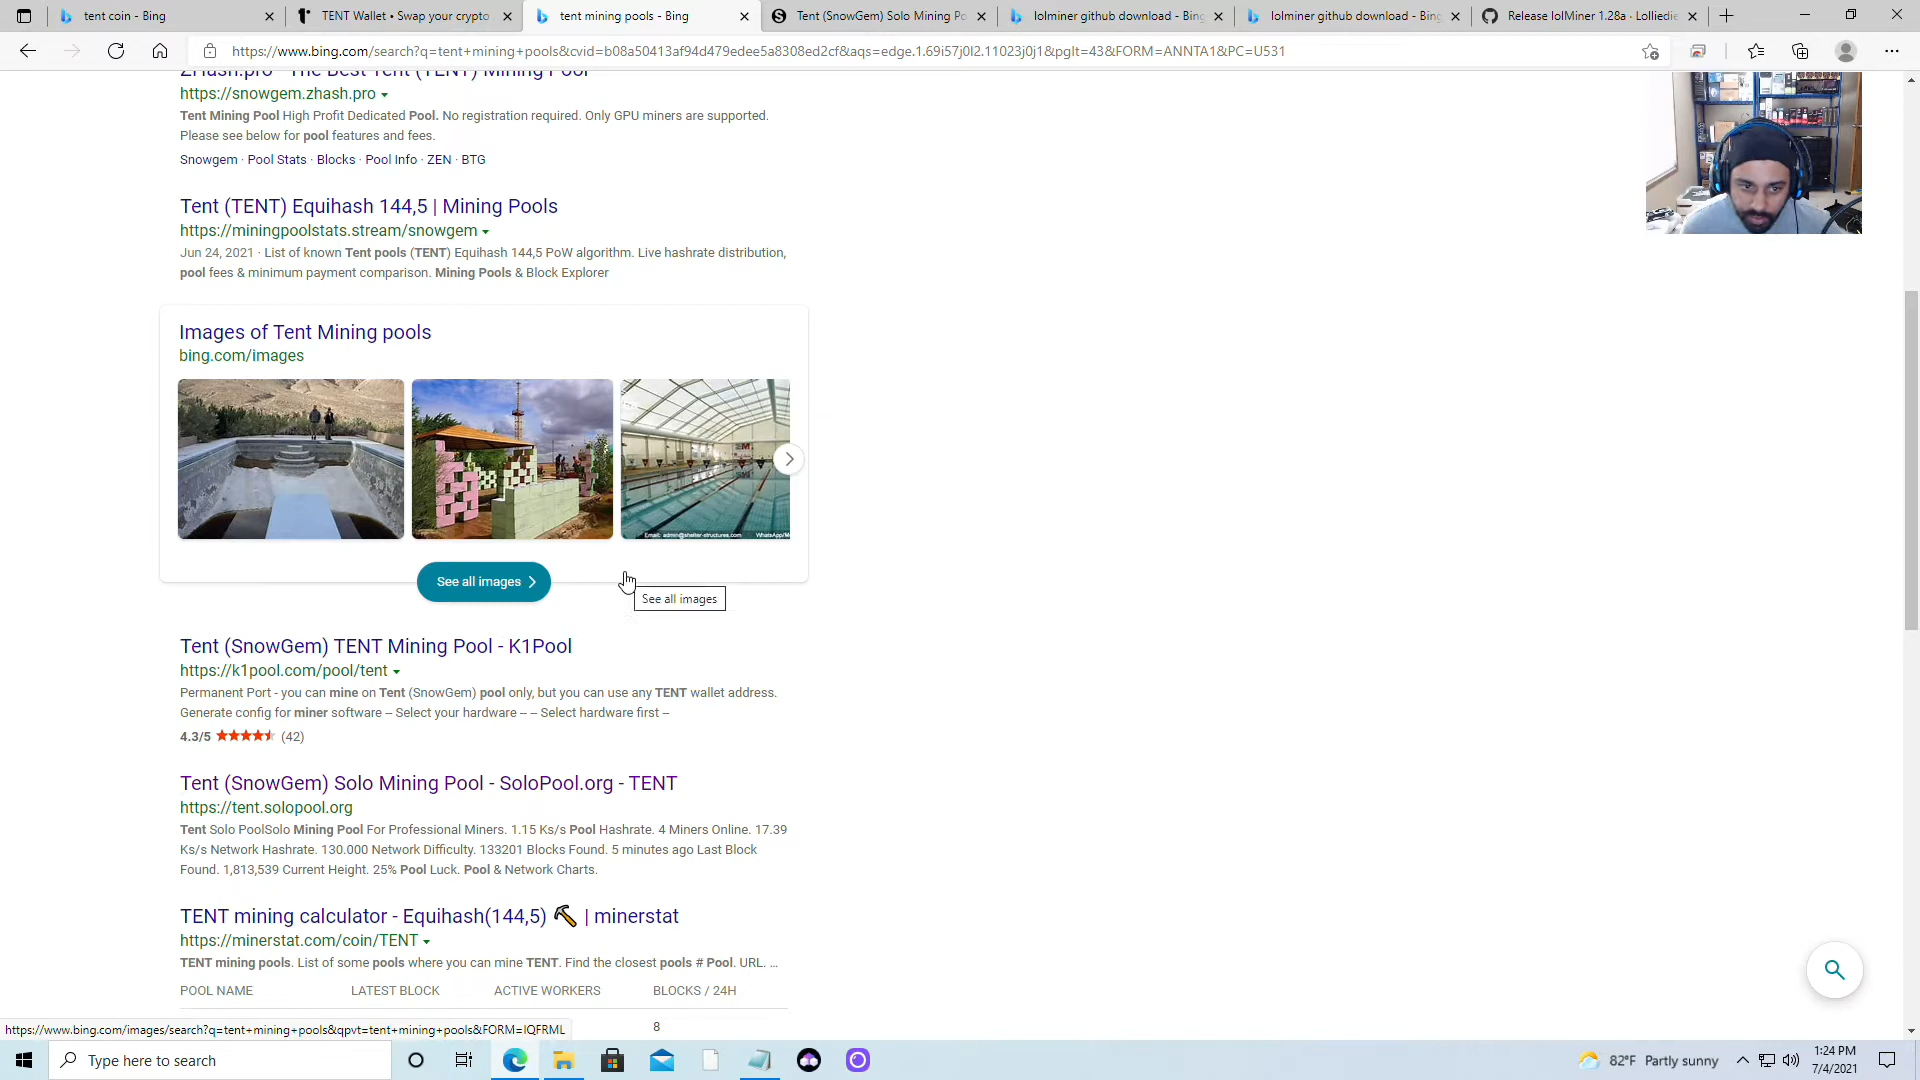 tent coin - Bing
TENT Wallet • Swap your crypto
tent mining pools - Bing
Tent (SnowGem) Solo Mining Po
lolminer github download - Bing
lolminer github download - Bing
Release lolMiner 1.28a · Lolliedie
https://www.bing.com/search?q=tent+mining+pools&cvid=b08a50413af94d479edee5a8308ed2cf&aqs=edge.1.69i57j0l2.11023j0j1&pglt=43&FORM=ANNTA1&PC=U531
ZHash.pro - The Best Tent (TENT) Mining Pool
https://snowgem.zhash.pro
Tent Mining Pool High Profit Dedicated Pool. No registration required. Only GPU miners are supported.
Please see below for pool features and fees.
Snowgem · Pool Stats · Blocks · Pool Info · ZEN · BTG
Tent (TENT) Equihash 144,5 | Mining Pools
https://miningpoolstats.stream/snowgem
Jun 24, 2021 · List of known Tent pools (TENT) Equihash 144,5 PoW algorithm. Live hashrate distribution,
pool fees & minimum payment comparison. Mining Pools & Block Explorer
Images of Tent Mining pools
bing.com/images
Email: admin@shelter-structures.com WhatsApp/M
See all images
See all images
Tent (SnowGem) TENT Mining Pool - K1Pool
https://k1pool.com/pool/tent
Permanent Port - you can mine on Tent (SnowGem) pool only, but you can use any TENT wallet address.
Generate config for miner software -- Select your hardware -- -- Select hardware first --
4.3/5 (42)
Tent (SnowGem) Solo Mining Pool - SoloPool.org - TENT
https://tent.solopool.org
Tent Solo PoolSolo Mining Pool For Professional Miners. 1.15 Ks/s Pool Hashrate. 4 Miners Online. 17.39
Ks/s Network Hashrate. 130.000 Network Difficulty. 133201 Blocks Found. 5 minutes ago Last Block
Found. 1,813,539 Current Height. 25% Pool Luck. Pool & Network Charts.
TENT mining calculator - Equihash(144,5) ⛏ | minerstat
https://minerstat.com/coin/TENT
TENT mining pools. List of some pools where you can mine TENT. Find the closest pools # Pool. URL. ...
POOL NAME LATEST BLOCK ACTIVE WORKERS BLOCKS / 24H
8
https://www.bing.com/images/search?q=tent+mining+pools&qpvt=tent+mining+pools&FORM=IQFRML
Type here to search
82°F Partly sunny
1:24 PM
7/4/2021